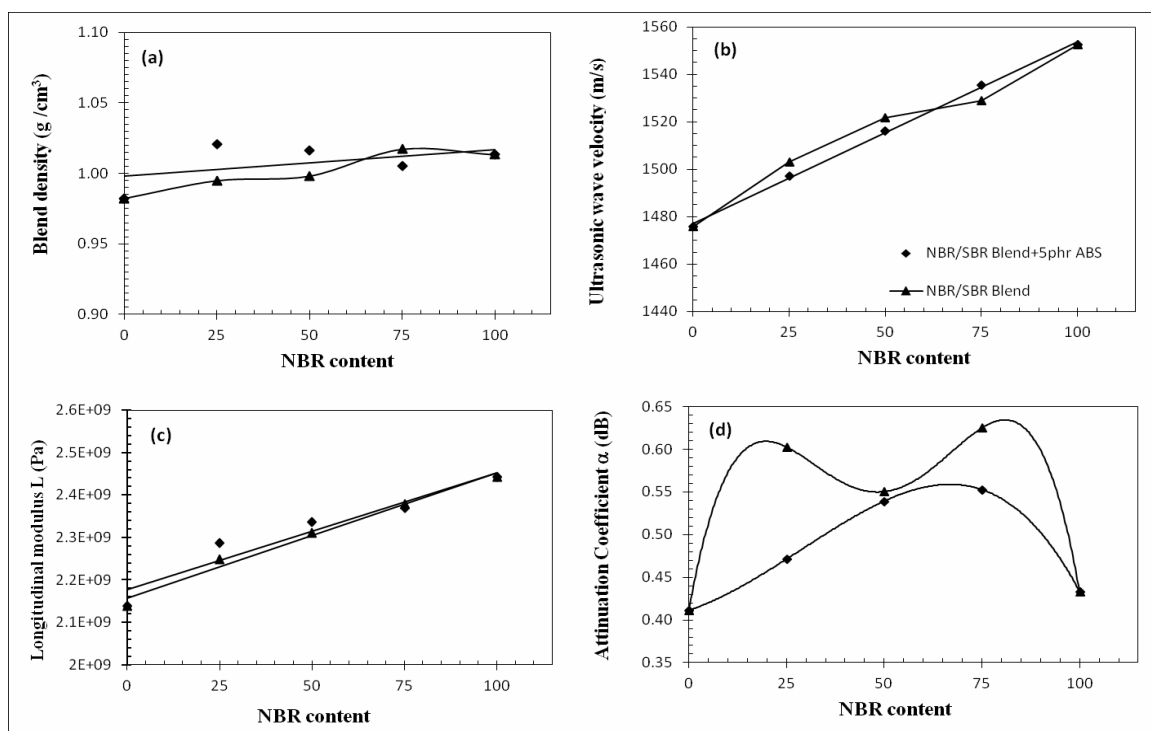 (a)
Blend density (g /cm³)
1.10
1.05
1.00
0.95
0.90
0 25 50 75 100
NBR content
(b)
Ultrasonic wave velocity (m/s)
1560
1540
1520
1500
1480
1460
1440
NBR/SBR Blend+5phr ABS
NBR/SBR Blend
0 25 50 75 100
NBR content
(c)
Longitudinal modulus L (Pa)
2.6E+09
2.5E+09
2.4E+09
2.3E+09
2.2E+09
2.1E+09
2E+09
0 25 50 75 100
NBR content
(d)
Attinuation Coefficient α (dB)
0.65
0.60
0.55
0.50
0.45
0.40
0.35
0 25 50 75 100
NBR content